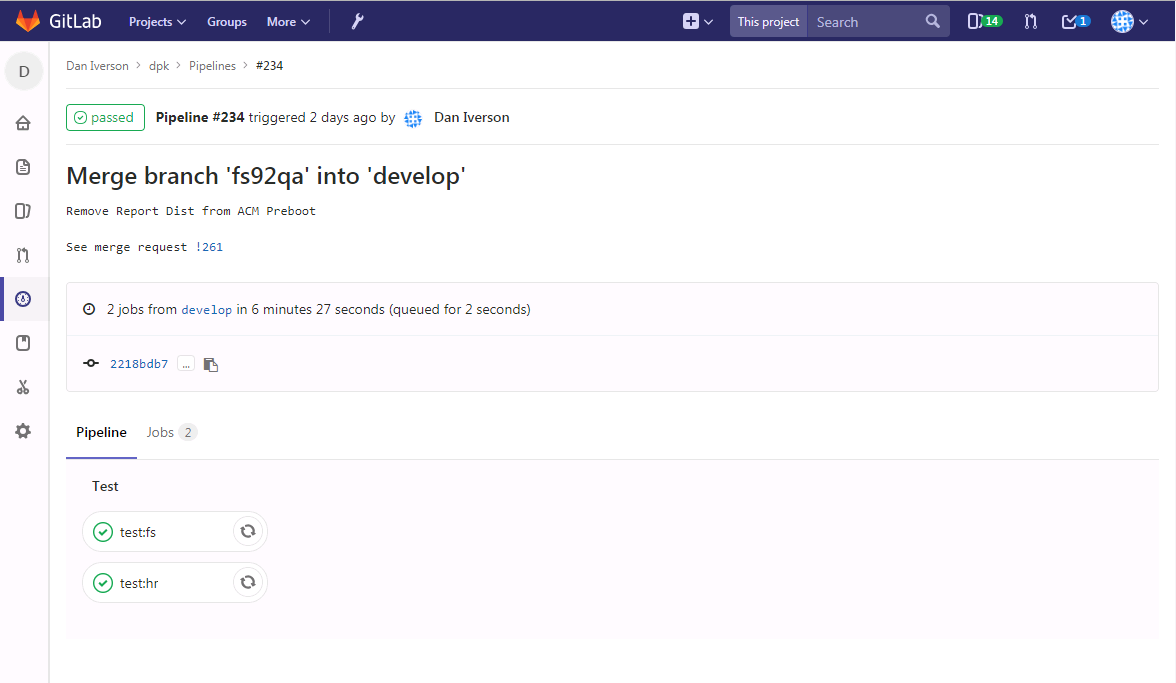 GitLab Projects Groups More This project Search 14 1
D
Dan Iverson > dpk > Pipelines > #234
passed Pipeline #234 triggered 2 days ago by Dan Iverson
Merge branch 'fs92qa' into 'develop'
Remove Report Dist from ACM Preboot
See merge request !261
2 jobs from develop in 6 minutes 27 seconds (queued for 2 seconds)
2218bdb7 ...
Pipeline Jobs 2
Test
test:fs
test:hr